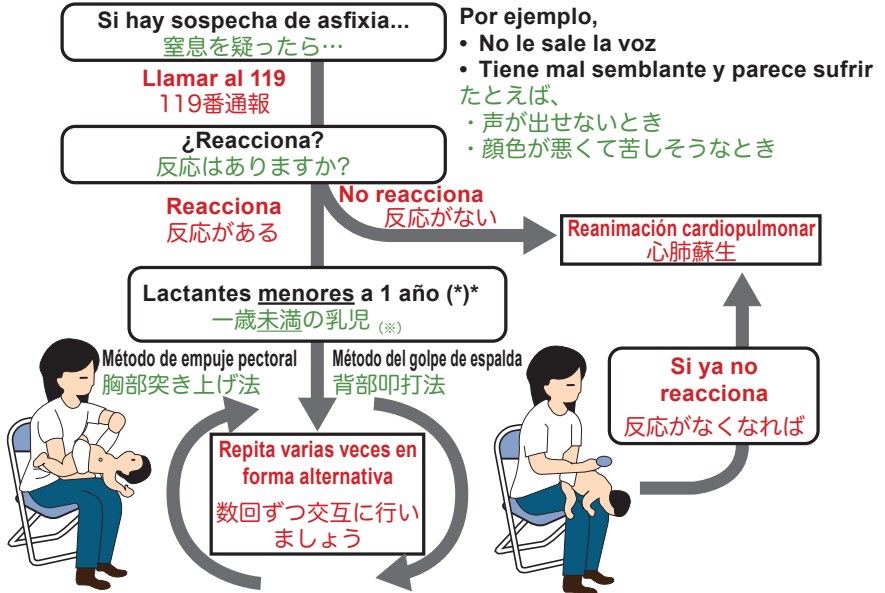 Si hay sospecha de asfixia...
窒息を疑ったら…
Por ejemplo,
• No le sale la voz
• Tiene mal semblante y parece sufrir
たとえば、
・声が出せないとき
・顔色が悪くて苦しそうなとき
Llamar al 119
119番通報
¿Reacciona?
反応はありますか?
Reacciona
反応がある
No reacciona
反応がない
Reanimación cardiopulmonar
心肺蘇生
Lactantes menores a 1 año (*)*
一歳未満の乳児 (※)
Método de empuje pectoral
胸部突き上げ法
Método del golpe de espalda
背部叩打法
Repita varias veces en
forma alternativa
数回ずつ交互に行い
ましょう
Si ya no
reacciona
反応がなくなれば